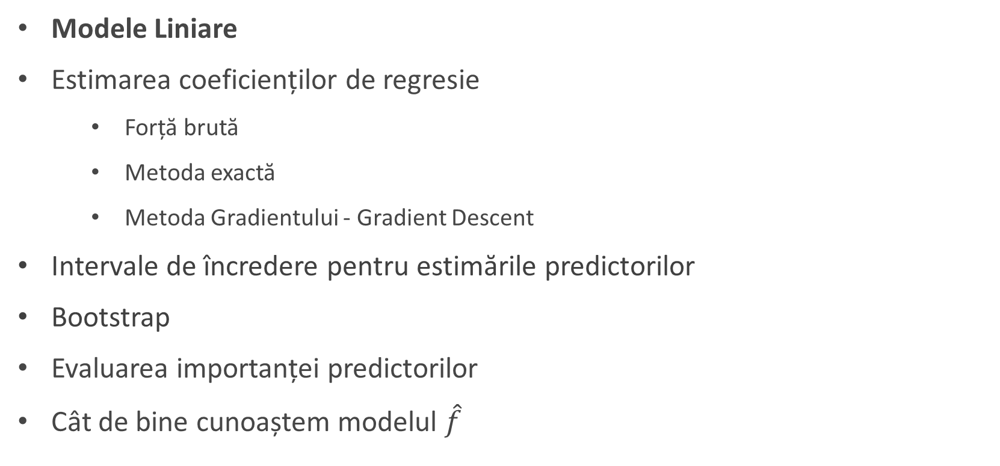 • Modele Liniare
• Estimarea coeficienților de regresie
• Forță brută
• Metoda exactă
• Metoda Gradientului - Gradient Descent
• Intervale de încredere pentru estimările predictorilor
• Bootstrap
• Evaluarea importanței predictorilor
• Cât de bine cunoaștem modelul f̂